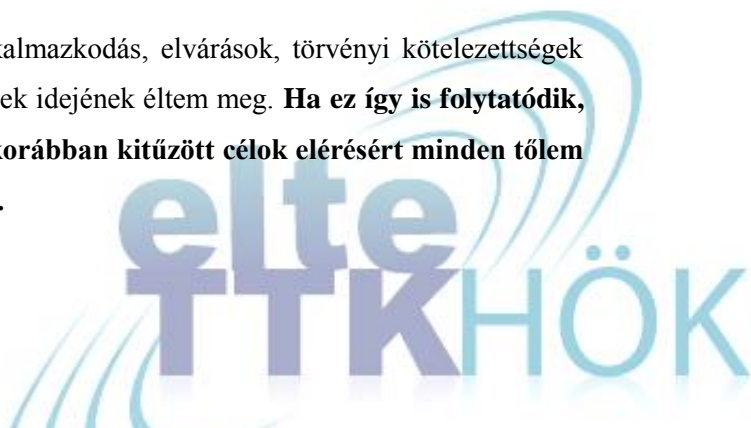 kalmazkodás, elvárások, törvényi kötelezettségek
ek idejének éltem meg. Ha ez így is folytatódik,
korábban kitűzött célok elérésért minden tőlem
.
elte
TTKHÖK